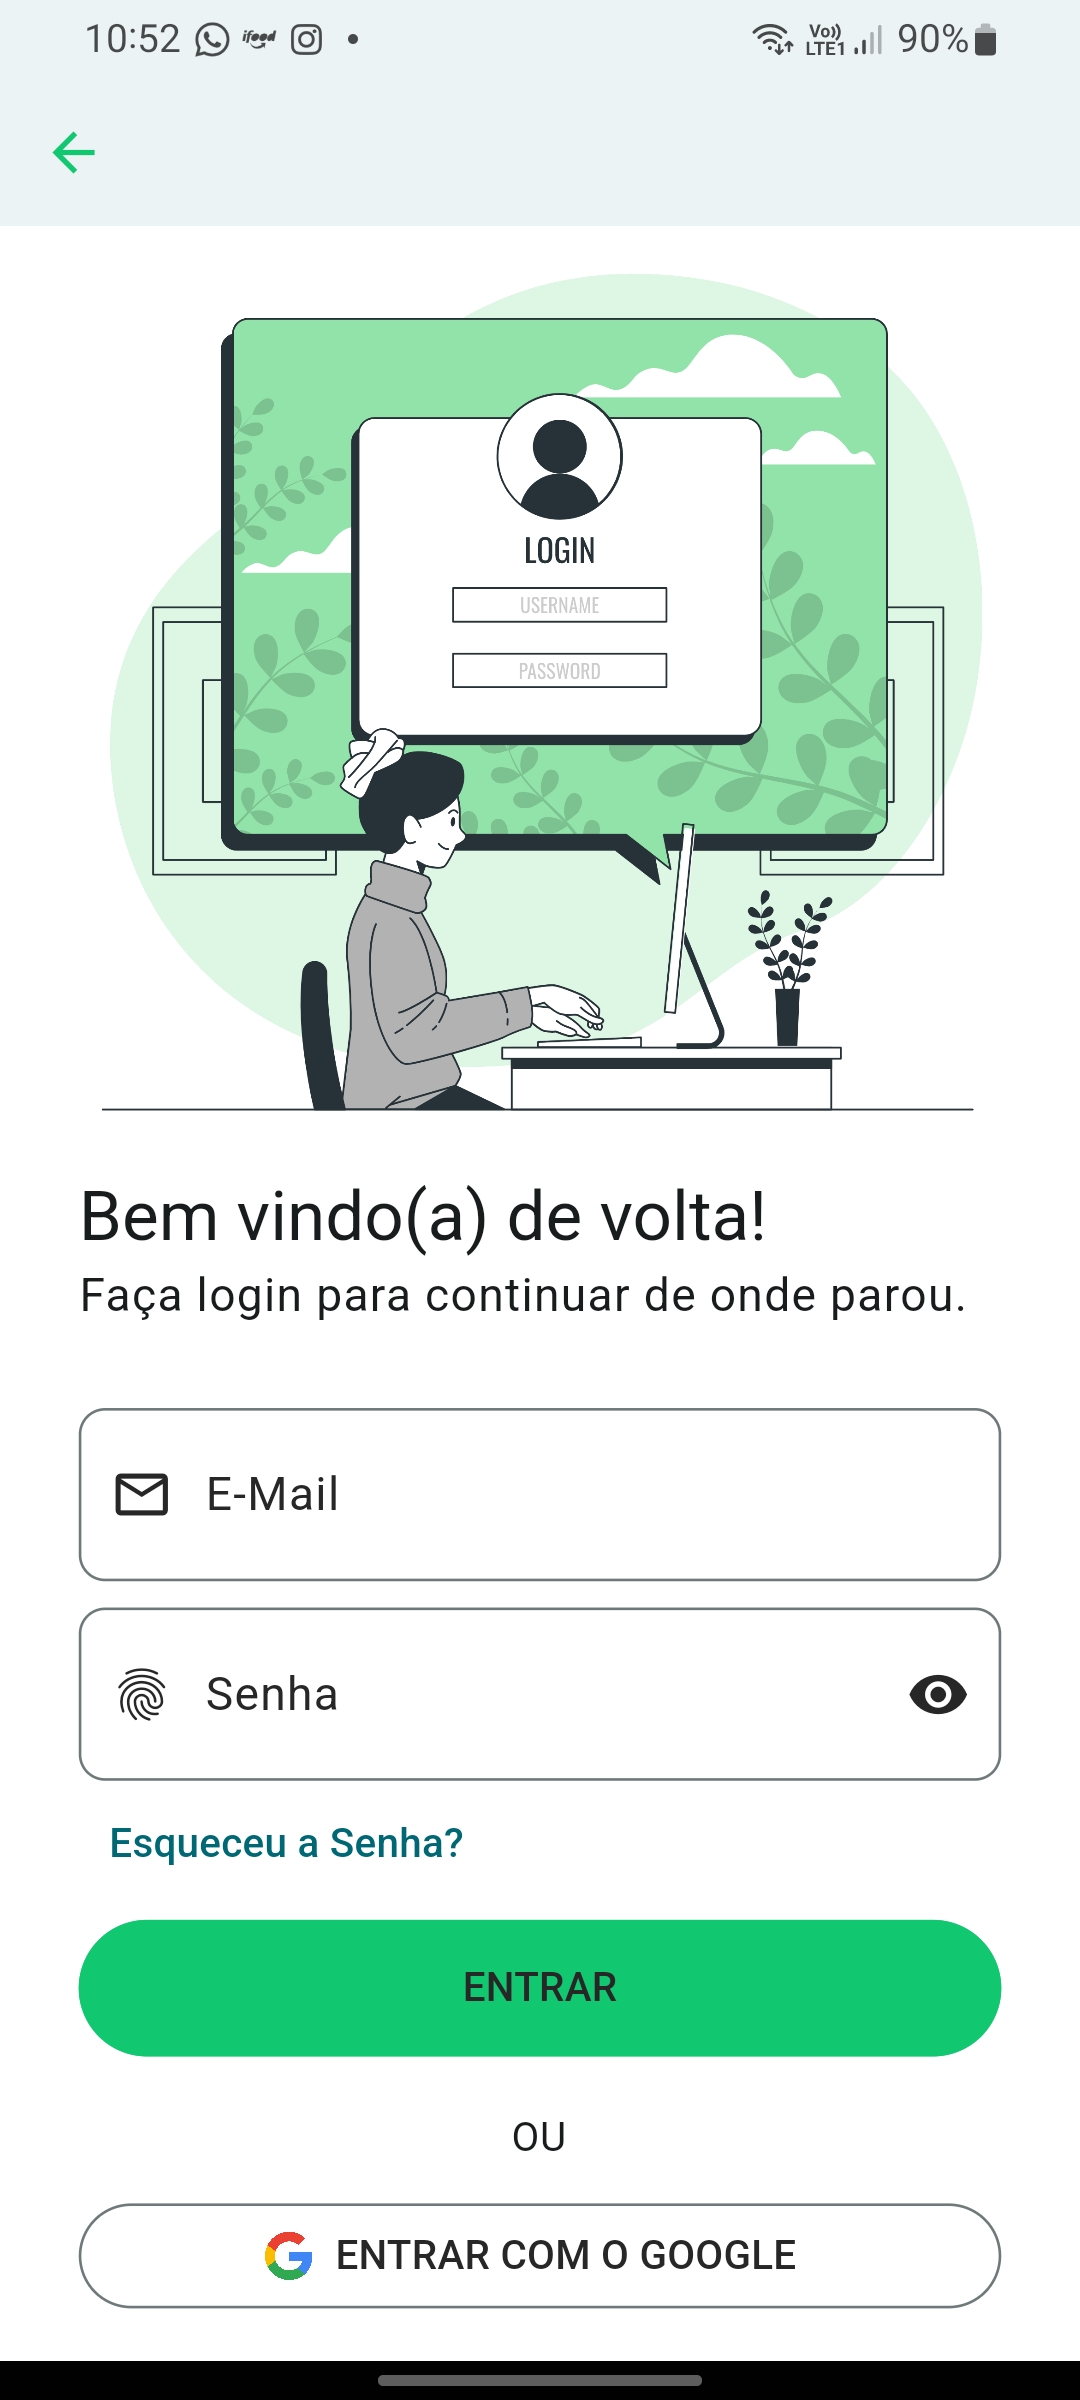 10:52 ifood Vo)) LTE1 90%
LOGIN
USERNAME
PASSWORD
Bem vindo(a) de volta!
Faça login para continuar de onde parou.
E-Mail
Senha
Esqueceu a Senha?
ENTRAR
OU
ENTRAR COM O GOOGLE